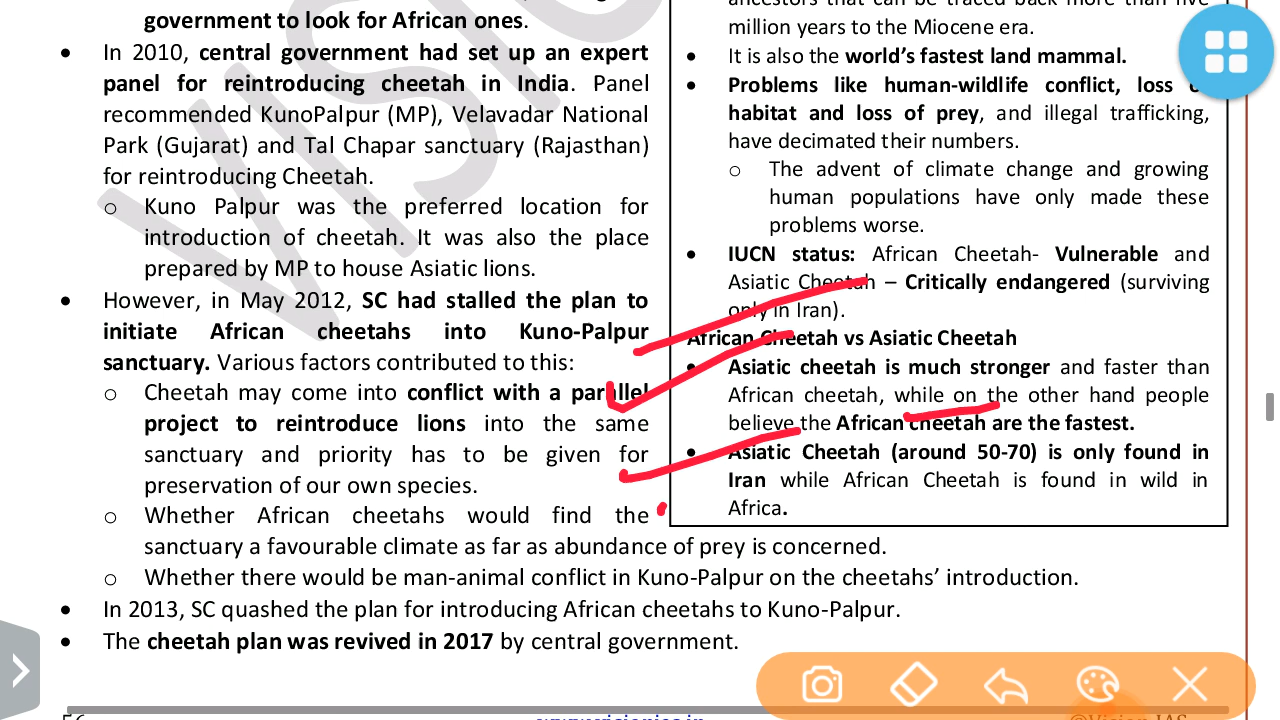 government to look for African ones.
• In 2010, central government had set up an expert
panel for reintroducing cheetah in India. Panel
recommended KunoPalpur (MP), Velavadar National
Park (Gujarat) and Tal Chapar sanctuary (Rajasthan)
for reintroducing Cheetah.
o Kuno Palpur was the preferred location for
introduction of cheetah. It was also the place
prepared by MP to house Asiatic lions.
• However, in May 2012, SC had stalled the plan to
initiate African cheetahs into Kuno-Palpur
sanctuary. Various factors contributed to this:
o Cheetah may come into conflict with a parallel
project to reintroduce lions into the same
sanctuary and priority has to be given for
preservation of our own species.
o Whether African cheetahs would find the
sanctuary a favourable climate as far as abundance of prey is concerned.
o Whether there would be man-animal conflict in Kuno-Palpur on the cheetahs’ introduction.
• In 2013, SC quashed the plan for introducing African cheetahs to Kuno-Palpur.
• The cheetah plan was revived in 2017 by central government.
ancestors that can be traced back more than five
million years to the Miocene era.
• It is also the world’s fastest land mammal.
• Problems like human-wildlife conflict, loss
habitat and loss of prey, and illegal trafficking,
have decimated their numbers.
o The advent of climate change and growing
human populations have only made these
problems worse.
• IUCN status: African Cheetah- Vulnerable and
Asiatic Cheetah – Critically endangered (surviving
only in Iran).
African Cheetah vs Asiatic Cheetah
• Asiatic cheetah is much stronger and faster than
African cheetah, while on the other hand people
believe the African cheetah are the fastest.
• Asiatic Cheetah (around 50-70) is only found in
Iran while African Cheetah is found in wild in
Africa.
VISI